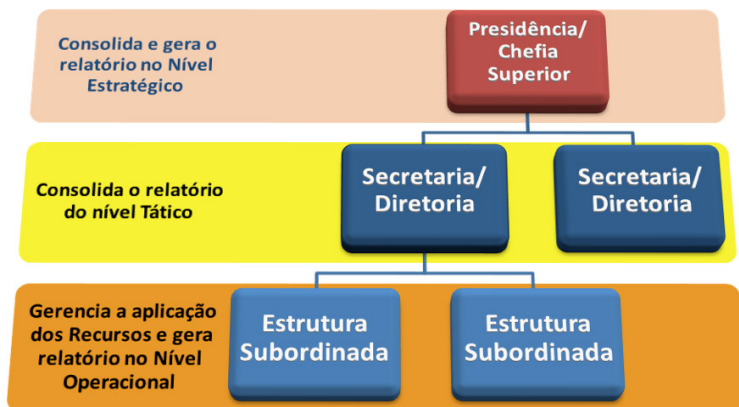 Consolida e gera o
relatório no Nível
Estratégico
Presidência/
Chefia
Superior
Consolida o relatório
do nível Tático
Secretaria/
Diretoria
Secretaria/
Diretoria
Gerencia a aplicação
dos Recursos e gera
relatório no Nível
Operacional
Estrutura
Subordinada
Estrutura
Subordinada